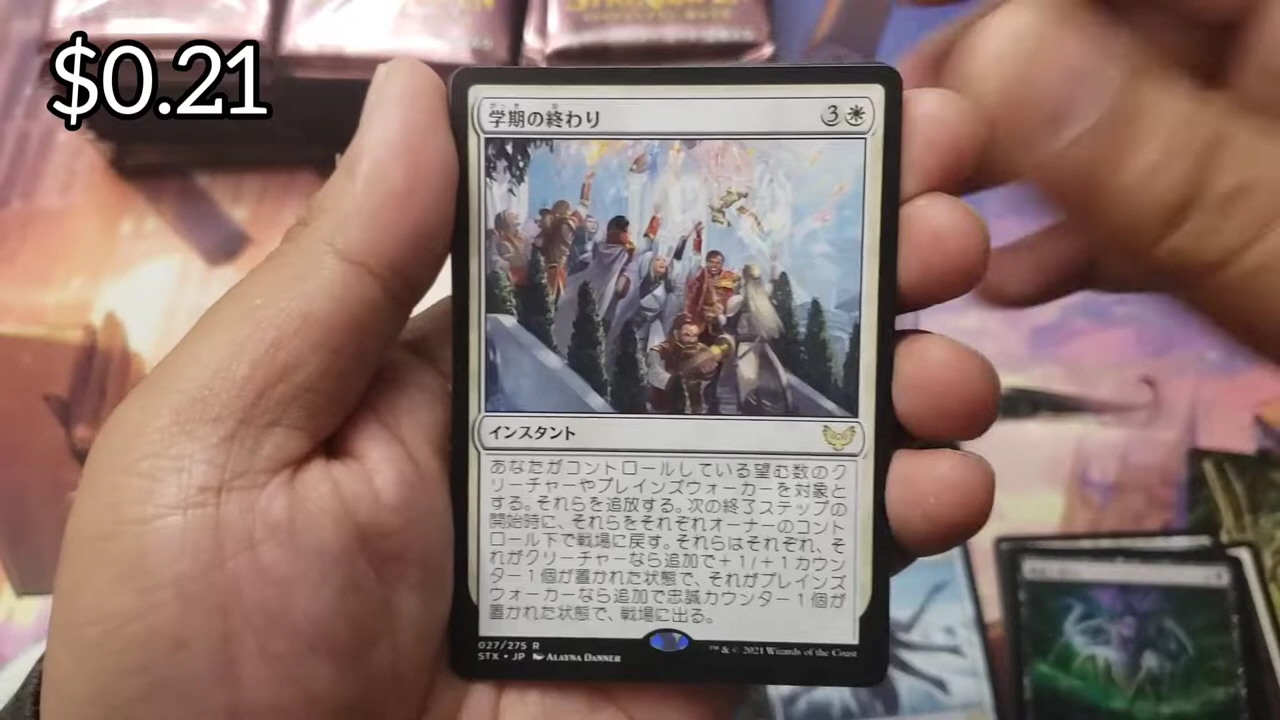 $0.21
学期の終わり
3
インスタント
あなたがコントロールしている望む数のク
リーチャーやプレインズウォーカーを対象と
する。それらを追放する。次の終了ステップの
開始時に、それらをそれぞれオーナーのコント
ロール下で戦場に戻す。それらはそれぞれ、そ
れがクリーチャーなら追加で+1/+1カウン
ター1個が置かれた状態で、それがプレインズ
ウォーカーなら追加で忠誠カウンター1個が
置かれた状態で、戦場に出る。
027/275 R
STX • JP ALAYNA DANNER
™ & © 2021 Wizards of the Coast